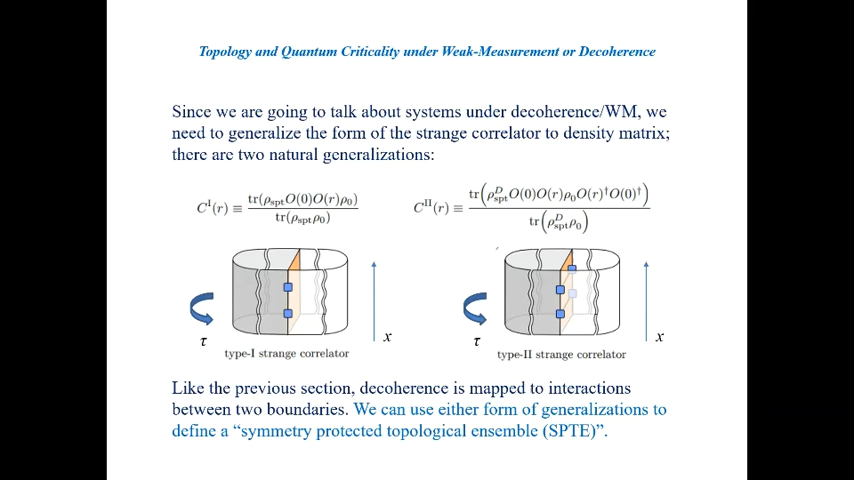 Topology and Quantum Criticality under Weak-Measurement or Decoherence
Since we are going to talk about systems under decoherence/WM, we
need to generalize the form of the strange correlator to density matrix;
there are two natural generalizations:
C^I(r) ≡ tr(ρ_spt O(0)O(r)ρ_0) / tr(ρ_spt ρ_0)
C^II(r) ≡ tr(ρ^D_spt O(0)O(r)ρ_0 O(r)†O(0)†) / tr(ρ^D_spt ρ_0)
τ
x
type-I strange correlator
τ
x
type-II strange correlator
Like the previous section, decoherence is mapped to interactions
between two boundaries. We can use either form of generalizations to
define a “symmetry protected topological ensemble (SPTE)”.